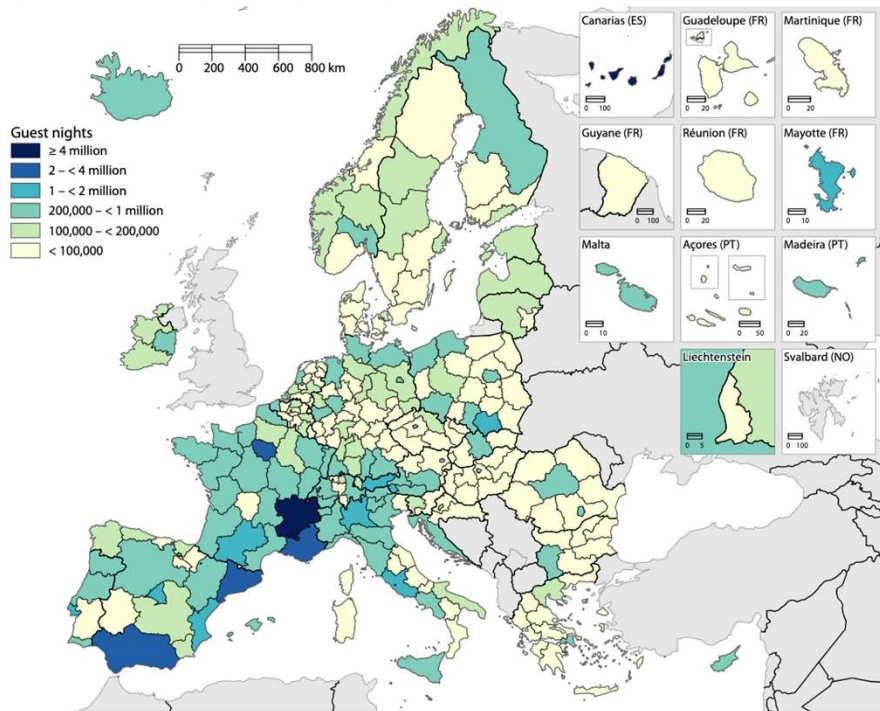 0 200 400 600 800 km
Guest nights
≥ 4 million
2 – < 4 million
1 – < 2 million
200,000 – < 1 million
100,000 – < 200,000
< 100,000
Canarias (ES)
0 100
Guadeloupe (FR)
0 20
Martinique (FR)
0 20
Guyane (FR)
0 100
Réunion (FR)
0 20
Mayotte (FR)
0 10
Malta
0 10
Açores (PT)
0 50
Madeira (PT)
0 20
Liechtenstein
0 5
Svalbard (NO)
0 100